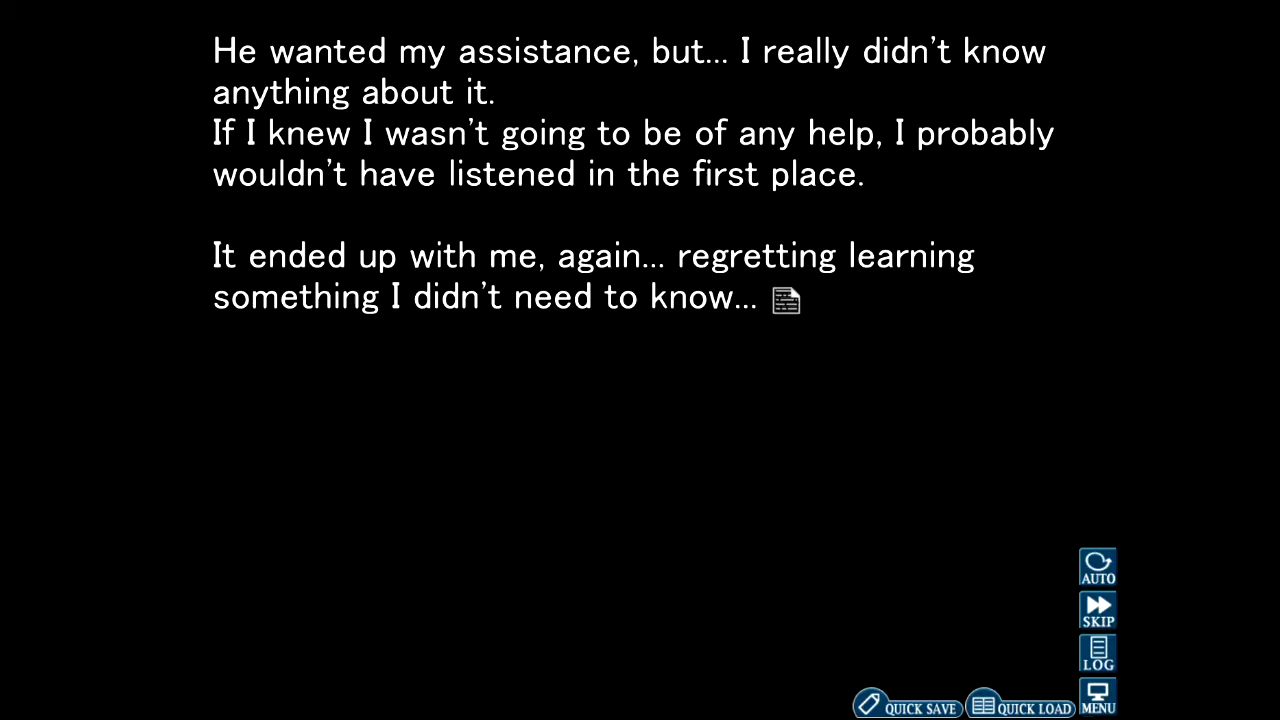 He wanted my assistance, but... I really didn't know
anything about it.
If I knew I wasn't going to be of any help, I probably
wouldn't have listened in the first place.
It ended up with me, again... regretting learning
something I didn't need to know...
AUTO
SKIP
LOG
MENU
QUICK SAVE
QUICK LOAD